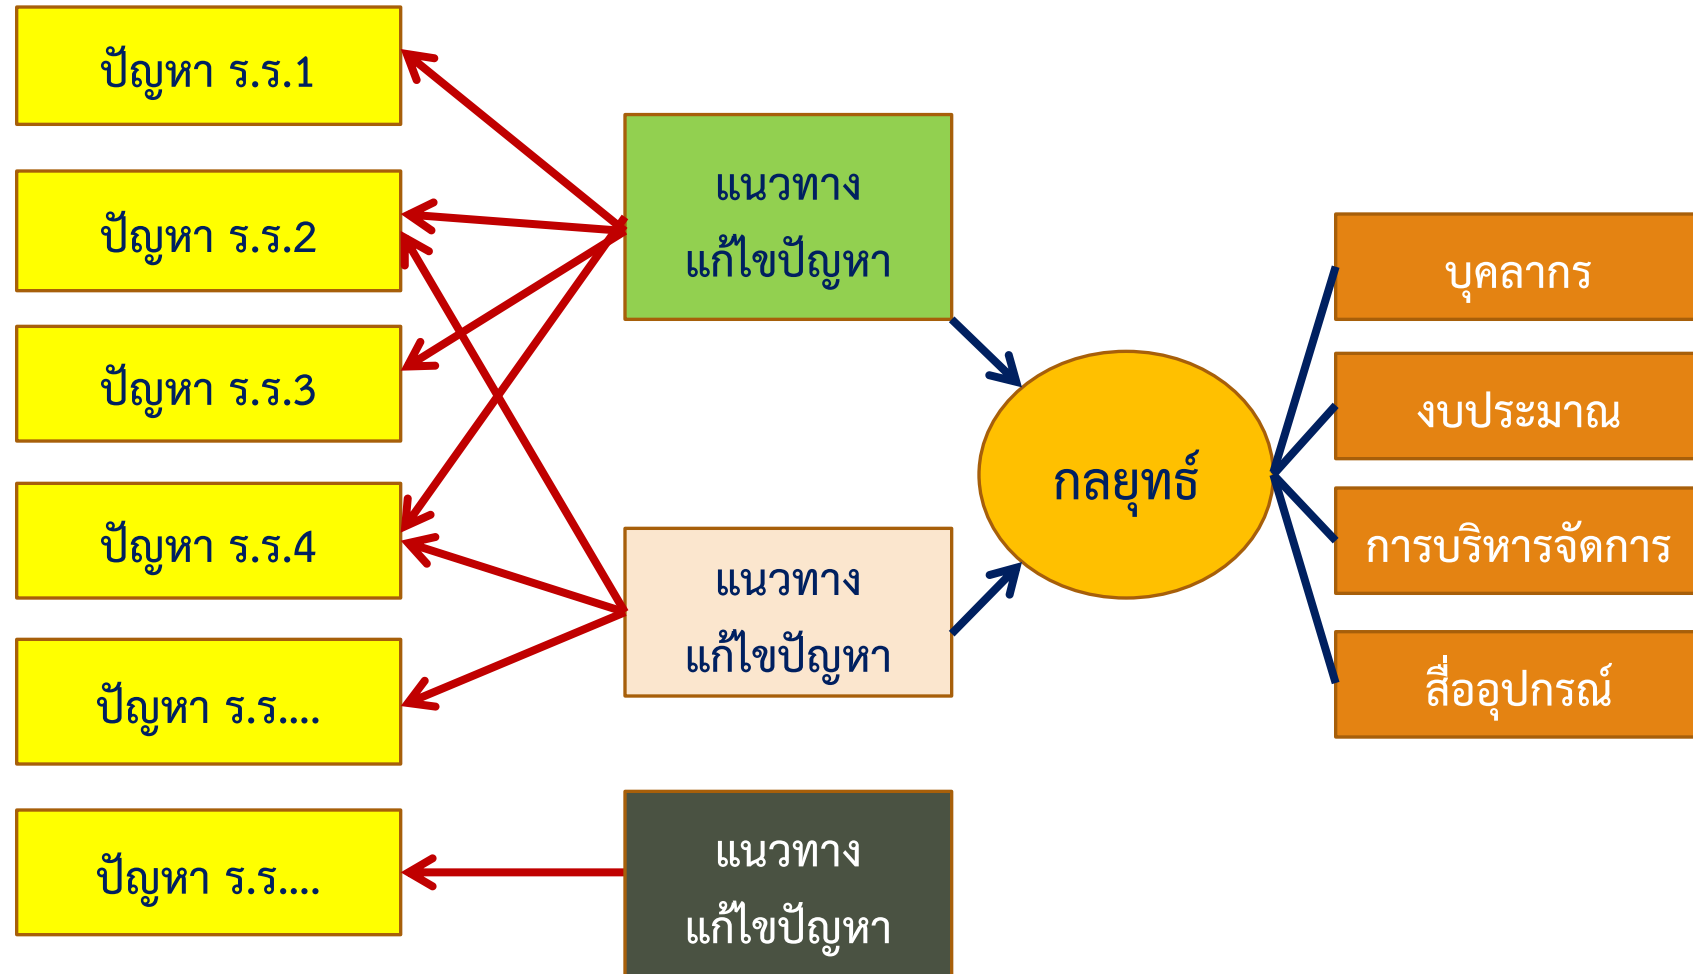 ปัญหา ร.ร.1
ปัญหา ร.ร.2
ปัญหา ร.ร.3
ปัญหา ร.ร.4
ปัญหา ร.ร....
ปัญหา ร.ร....
แนวทาง
แก้ไขปัญหา
แนวทาง
แก้ไขปัญหา
แนวทาง
แก้ไขปัญหา
กลยุทธ์
บุคลากร
งบประมาณ
การบริหารจัดการ
สื่ออุปกรณ์